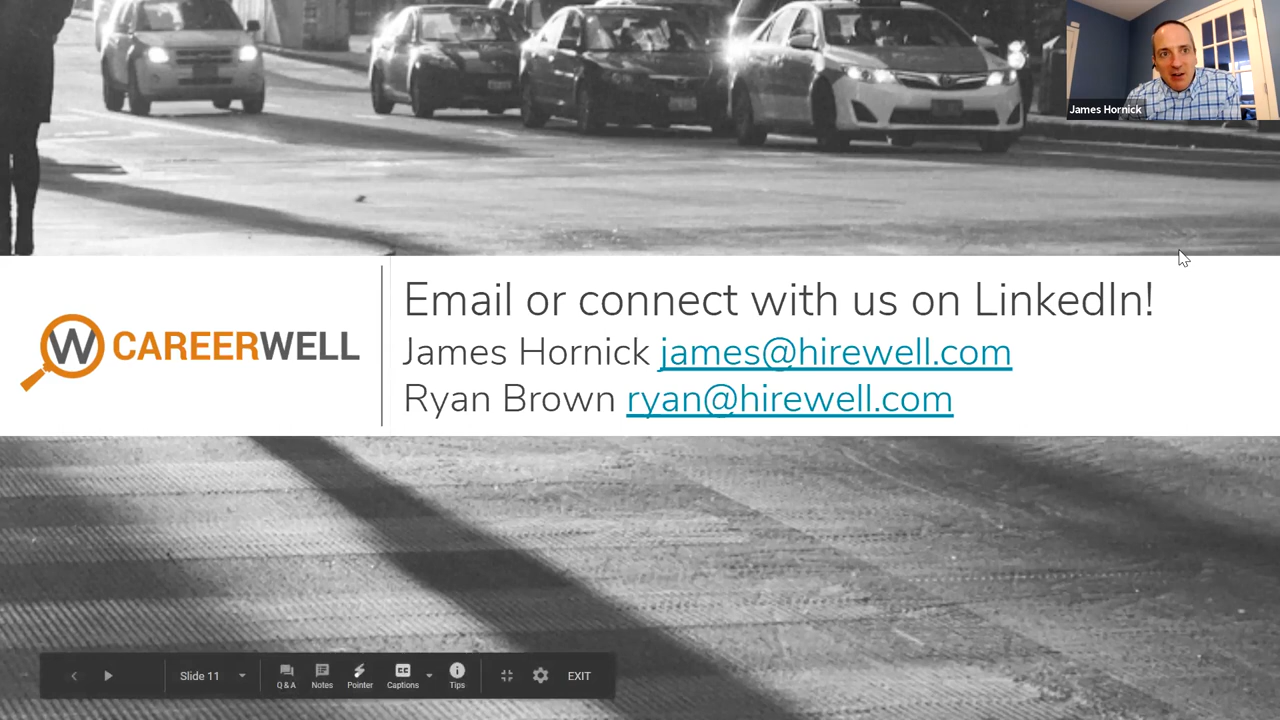 James Hornick
Email or connect with us on LinkedIn!
W CAREERWELL
James Hornick james@hirewell.com
Ryan Brown ryan@hirewell.com
Slide 11
Q & A
Notes
Pointer
CC
Captions
Tips
EXIT